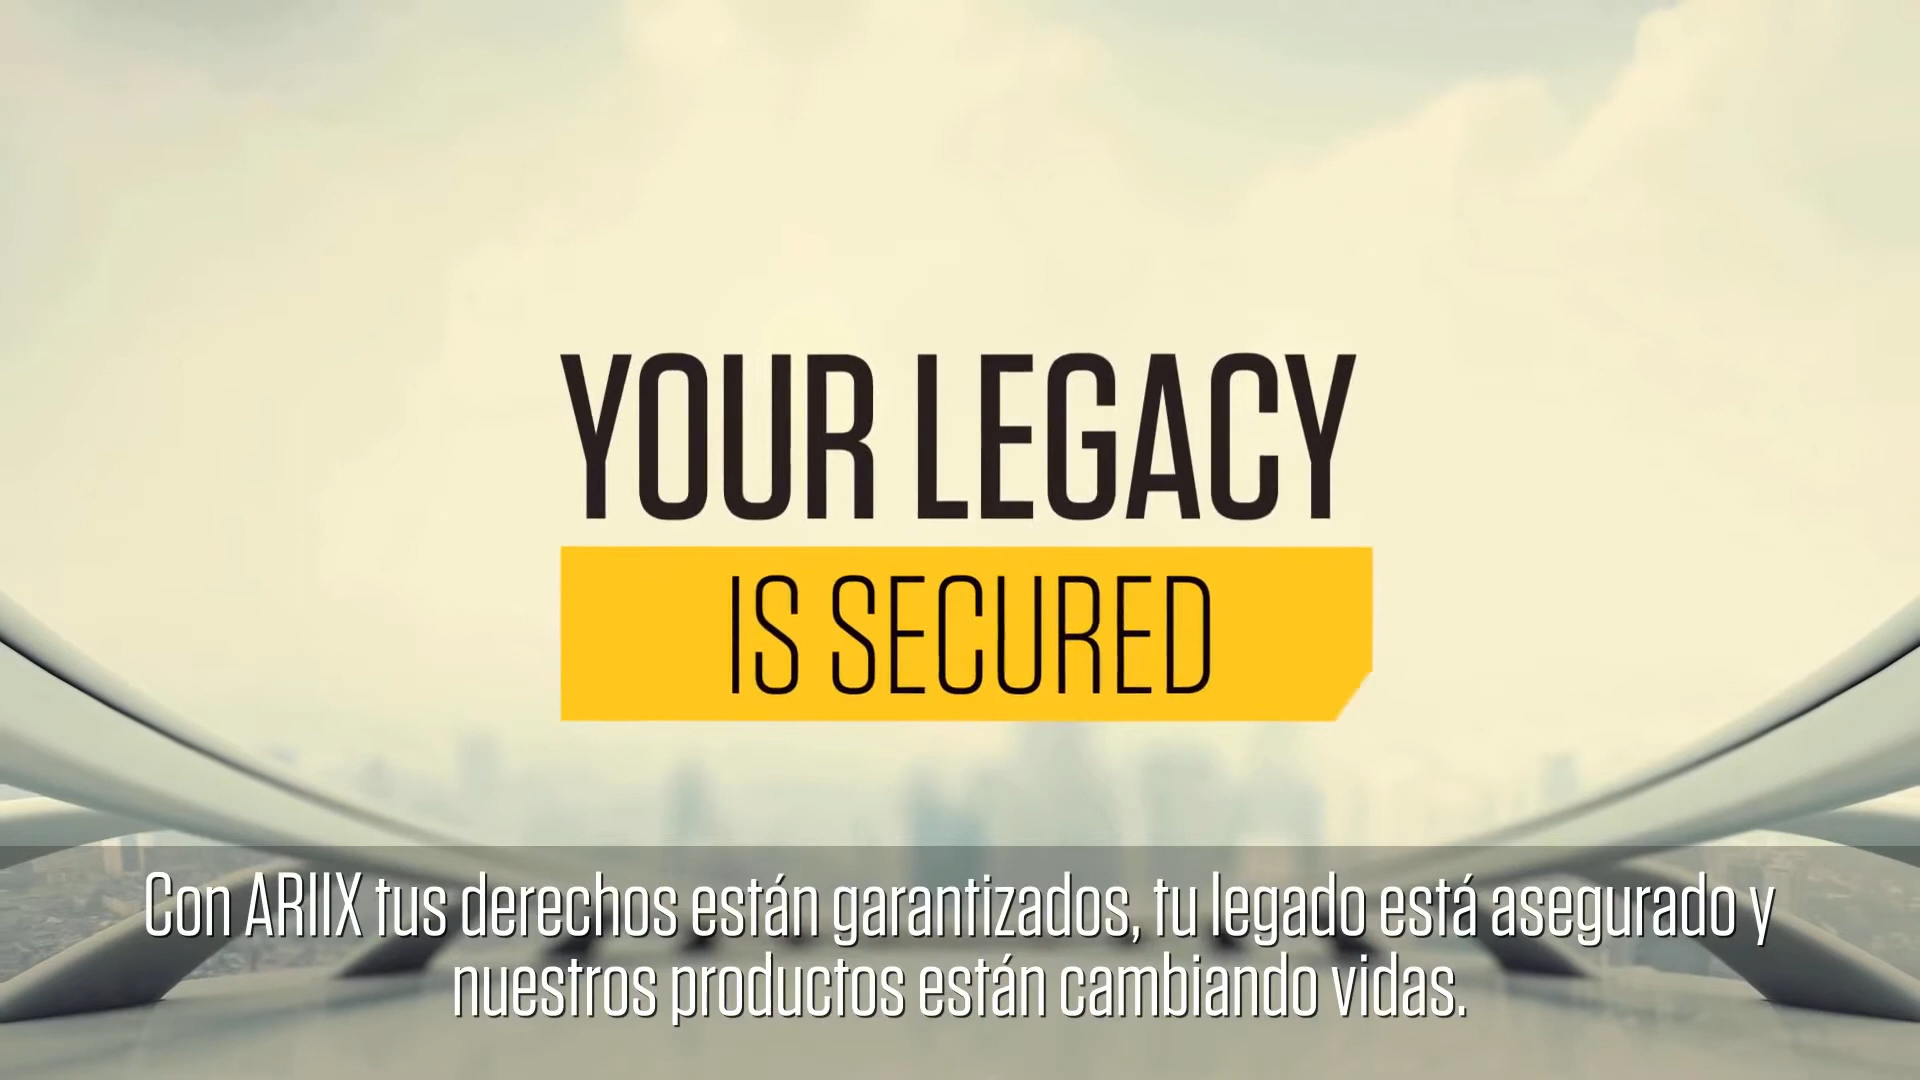 YOUR LEGACY
IS SECURED
Con ARIIX tus derechos están garantizados, tu legado está asegurado y
nuestros productos están cambiando vidas.